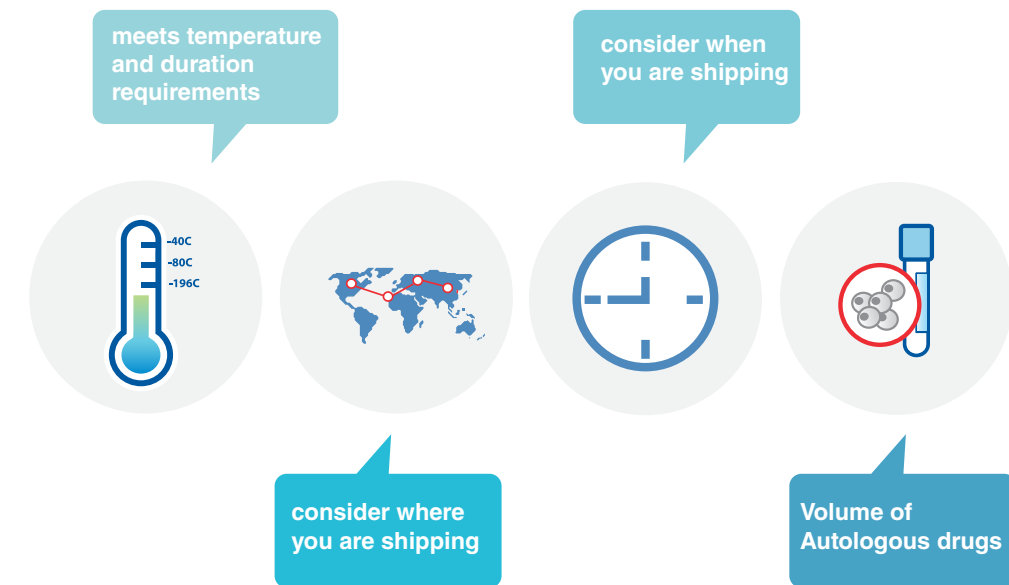 meets temperature
and duration
requirements
consider when
you are shipping
-40C
-80C
-196C
consider where
you are shipping
Volume of
Autologous drugs